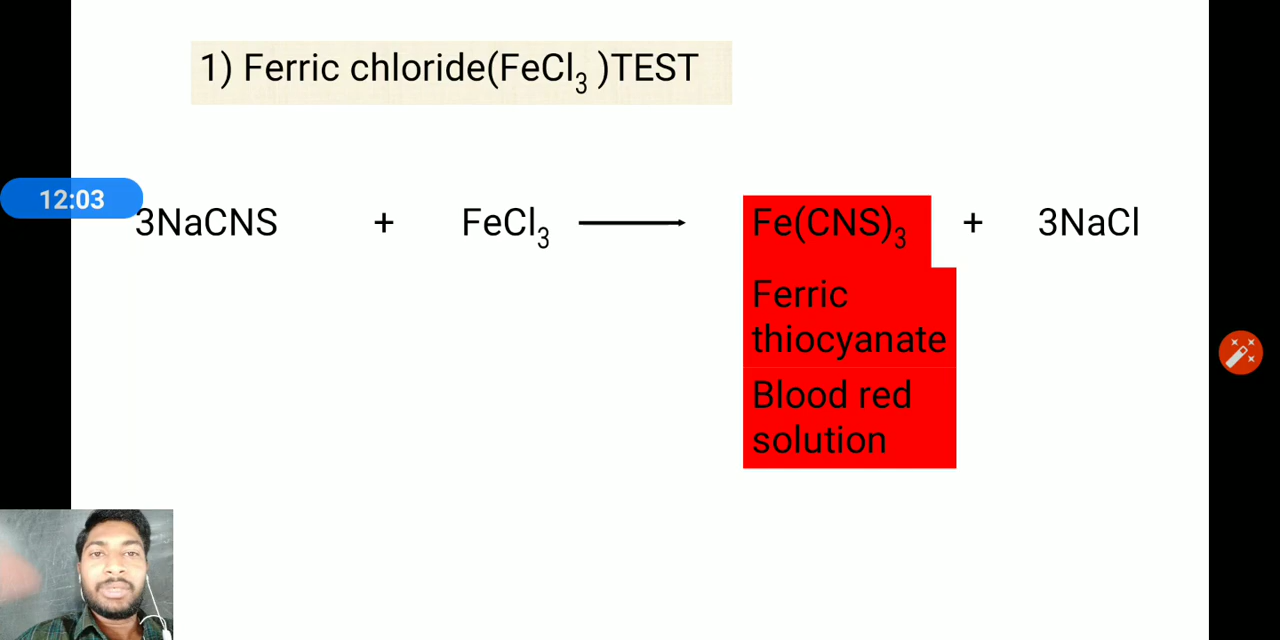 1) Ferric chloride(FeCl₃ )TEST
12:03
3NaCNS + FeCl₃ ⟶ Fe(CNS)₃ + 3NaCl
Ferric
thiocyanate
Blood red
solution